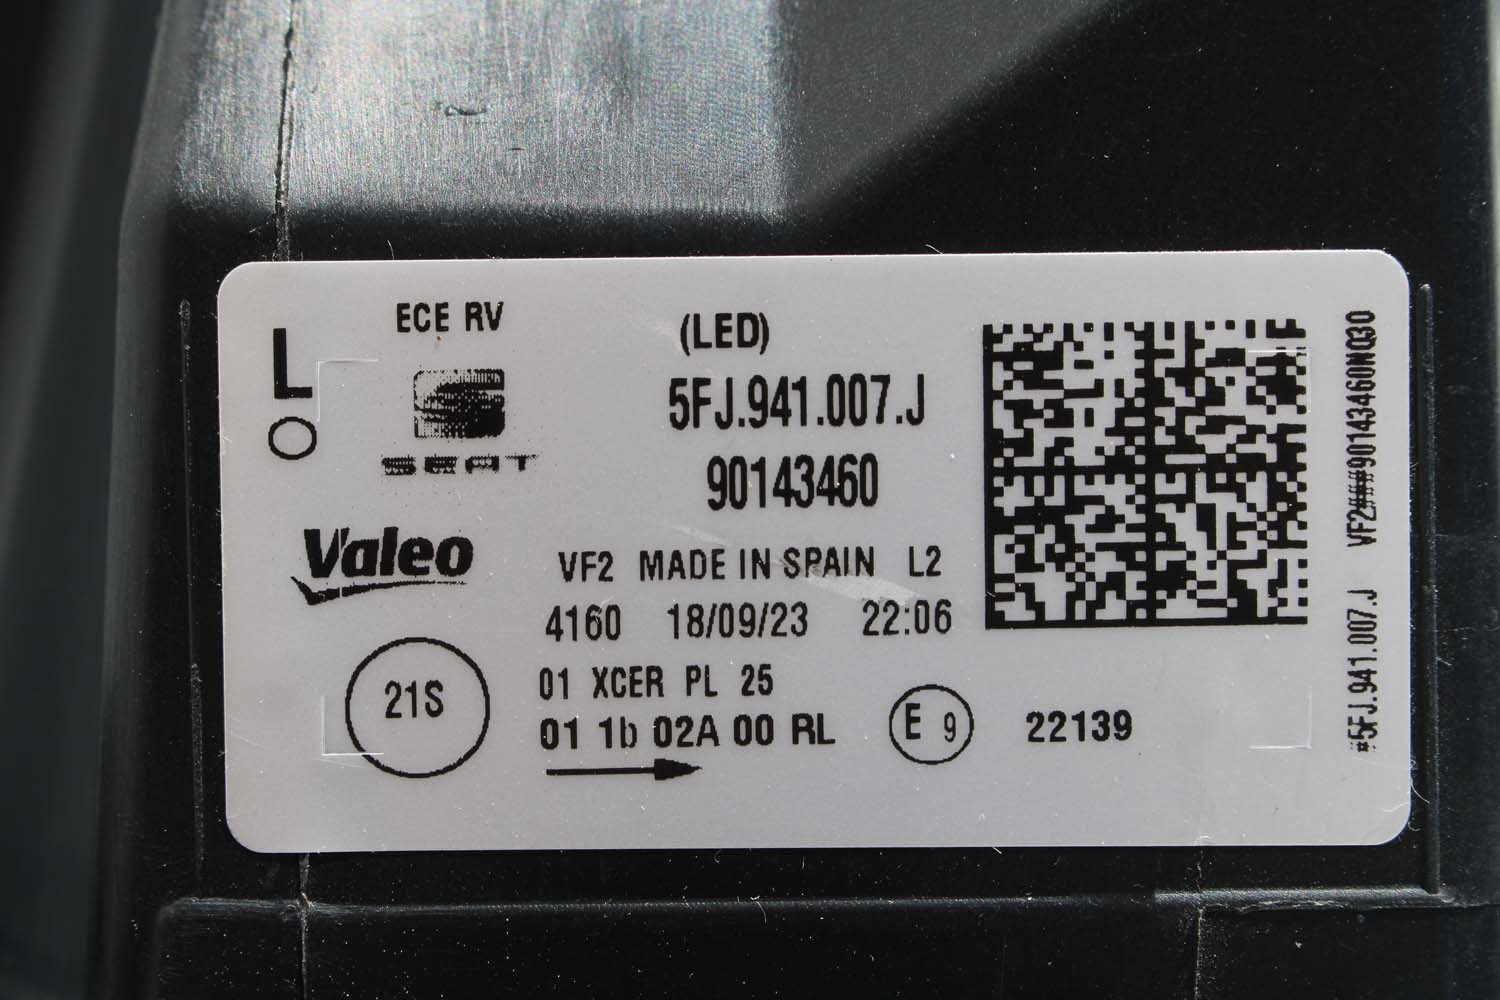 L
ECE RV
SEAT
(LED)
5FJ.941.007.J
90143460
Valeo
VF2 MADE IN SPAIN L2
4160 18/09/23 22:06
21S
01 XCER PL 25
01 1b 02A 00 RL
E 9
22139
#5FJ.941.007.J VF2###90143460NQ30